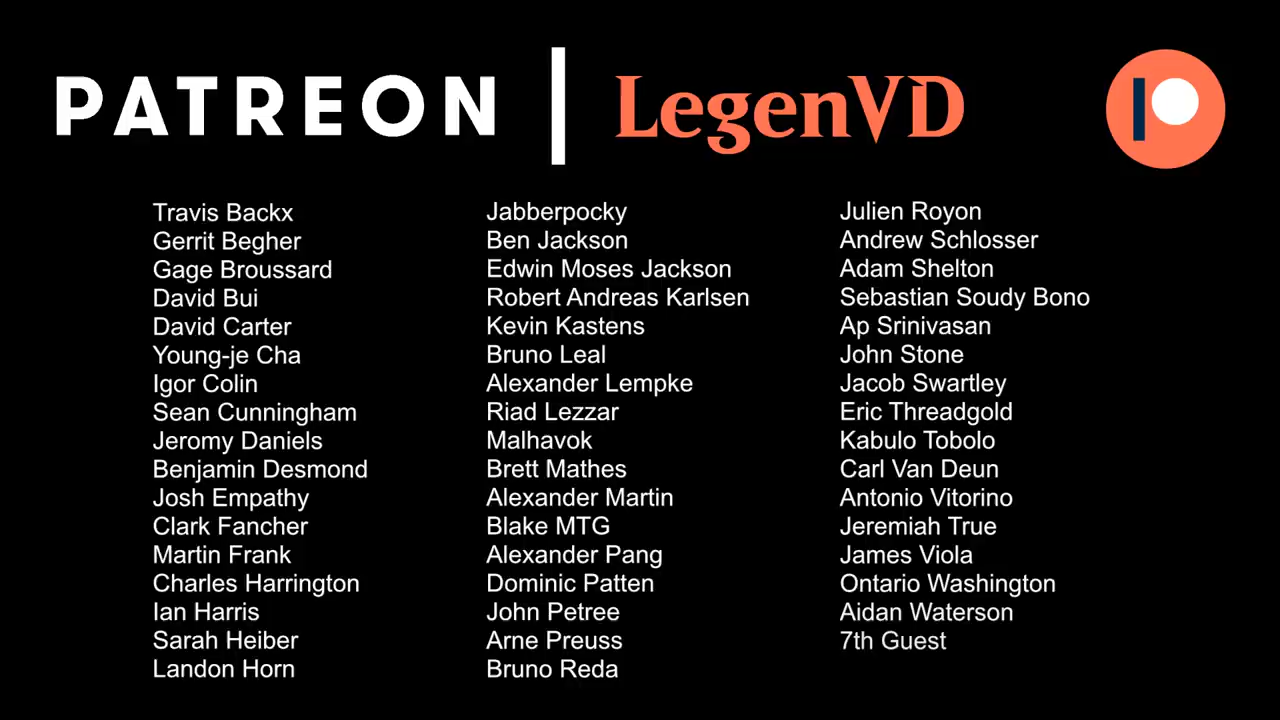 PATREON | LegenVD
Travis Backx
Gerrit Begher
Gage Broussard
David Bui
David Carter
Young-je Cha
Igor Colin
Sean Cunningham
Jeromy Daniels
Benjamin Desmond
Josh Empathy
Clark Fancher
Martin Frank
Charles Harrington
Ian Harris
Sarah Heiber
Landon Horn
Jabberpocky
Ben Jackson
Edwin Moses Jackson
Robert Andreas Karlsen
Kevin Kastens
Bruno Leal
Alexander Lempke
Riad Lezzar
Malhavok
Brett Mathes
Alexander Martin
Blake MTG
Alexander Pang
Dominic Patten
John Petree
Arne Preuss
Bruno Reda
Julien Royon
Andrew Schlosser
Adam Shelton
Sebastian Soudy Bono
Ap Srinivasan
John Stone
Jacob Swartley
Eric Threadgold
Kabulo Tobolo
Carl Van Deun
Antonio Vitorino
Jeremiah True
James Viola
Ontario Washington
Aidan Waterson
7th Guest